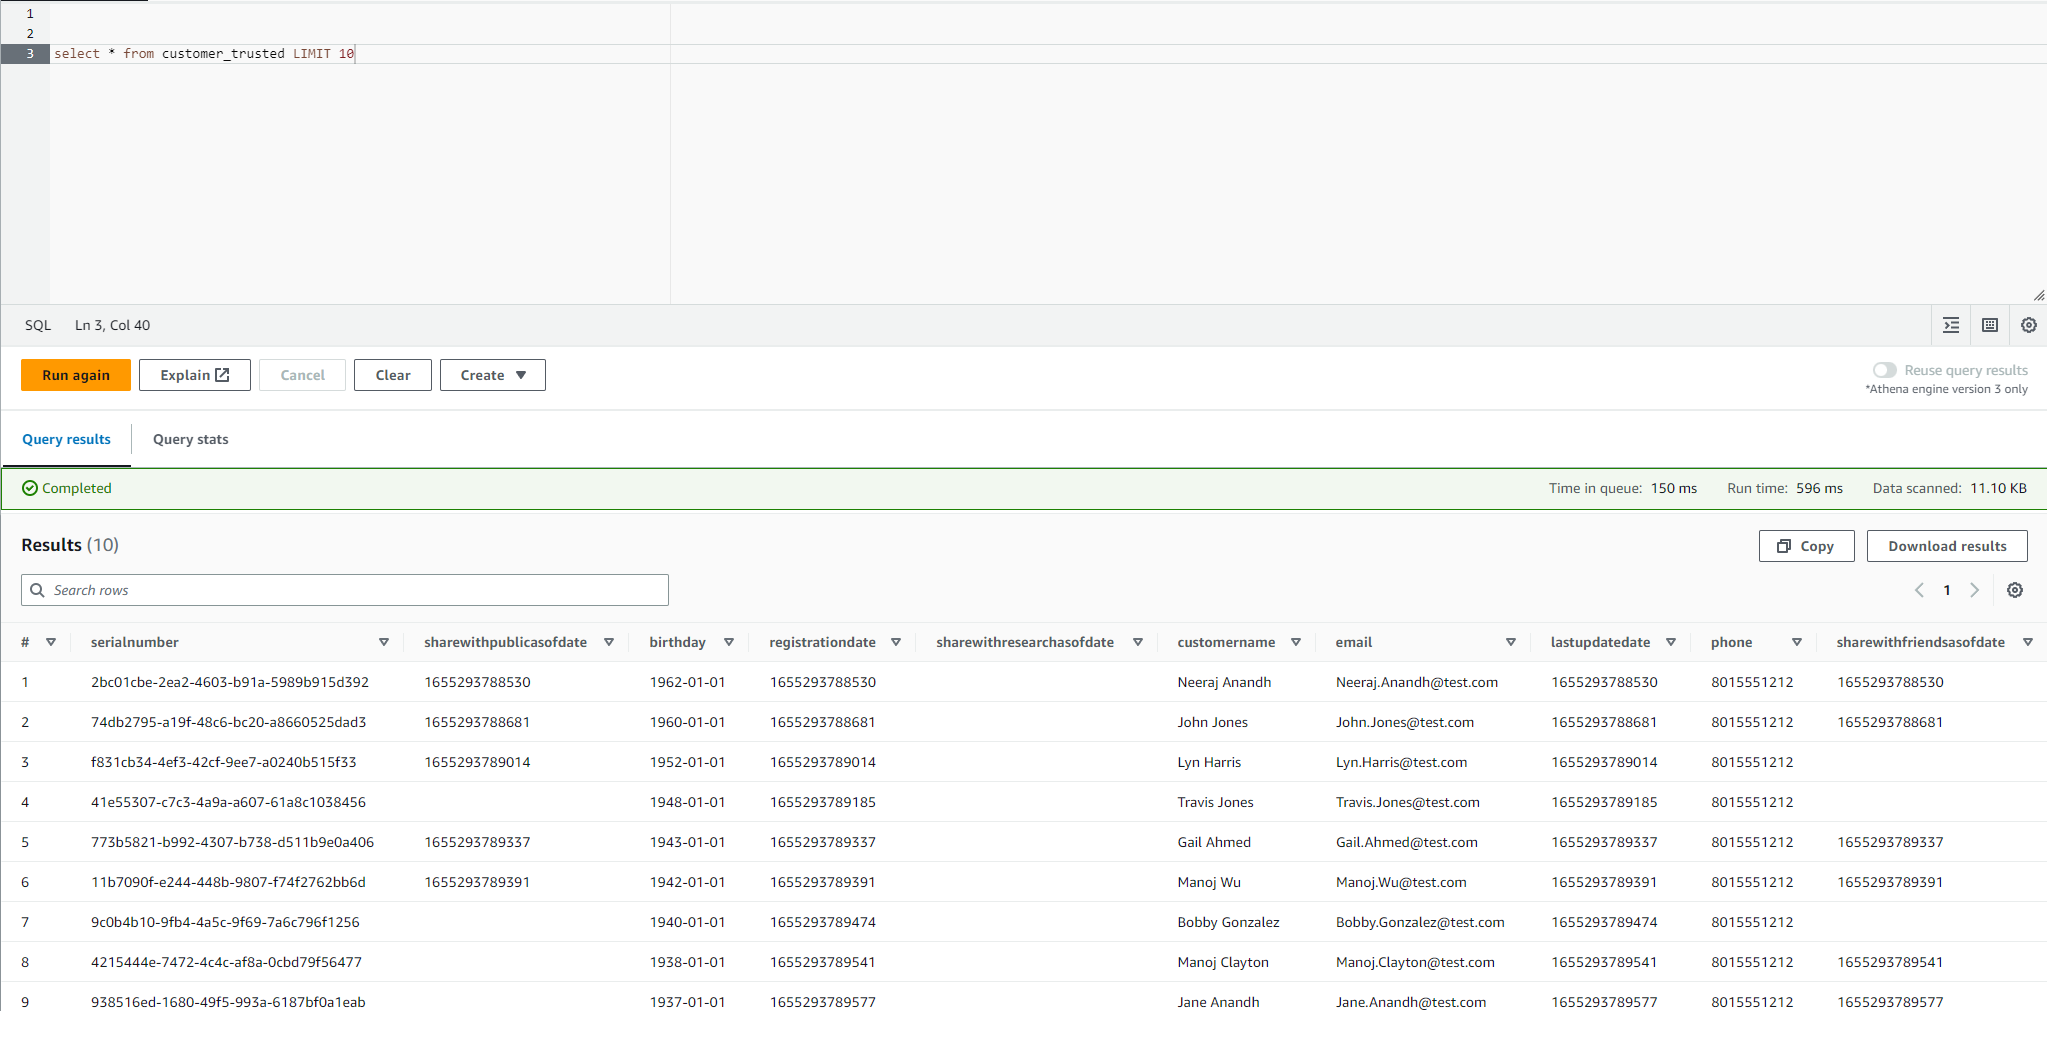 1
2
3 select * from customer_trusted LIMIT 10
SQL Ln 3, Col 40
Run again Explain Cancel Clear Create Reuse query results
*Athena engine version 3 only
Query results Query stats
Completed Time in queue: 150 ms Run time: 596 ms Data scanned: 11.10 KB
Results (10) Copy Download results
Search rows 1
# serialnumber sharewithpublicasofdate birthday registrationdate sharewithresearchasofdate customername email lastupdatedate phone sharewithfriendsasofdate
1 2bc01cbe-2ea2-4603-b91a-5989b915d392 1655293788530 1962-01-01 1655293788530 Neeraj Anandh Neeraj.Anandh@test.com 1655293788530 8015551212 1655293788530
2 74db2795-a19f-48c6-bc20-a8660525dad3 1655293788681 1960-01-01 1655293788681 John Jones John.Jones@test.com 1655293788681 8015551212 1655293788681
3 f831cb34-4ef3-42cf-9ee7-a0240b515f33 1655293789014 1952-01-01 1655293789014 Lyn Harris Lyn.Harris@test.com 1655293789014 8015551212
4 41e55307-c7c3-4a9a-a607-61a8c1038456 1948-01-01 1655293789185 Travis Jones Travis.Jones@test.com 1655293789185 8015551212
5 773b5821-b992-4307-b738-d511b9e0a406 1655293789337 1943-01-01 1655293789337 Gail Ahmed Gail.Ahmed@test.com 1655293789337 8015551212 1655293789337
6 11b7090f-e244-448b-9807-f74f2762bb6d 1655293789391 1942-01-01 1655293789391 Manoj Wu Manoj.Wu@test.com 1655293789391 8015551212 1655293789391
7 9c0b4b10-9fb4-4a5c-9f69-7a6c796f1256 1940-01-01 1655293789474 Bobby Gonzalez Bobby.Gonzalez@test.com 1655293789474 8015551212
8 4215444e-7472-4c4c-af8a-0cbd79f56477 1938-01-01 1655293789541 Manoj Clayton Manoj.Clayton@test.com 1655293789541 8015551212 1655293789541
9 938516ed-1680-49f5-993a-6187bf0a1eab 1937-01-01 1655293789577 Jane Anandh Jane.Anandh@test.com 1655293789577 8015551212 1655293789577